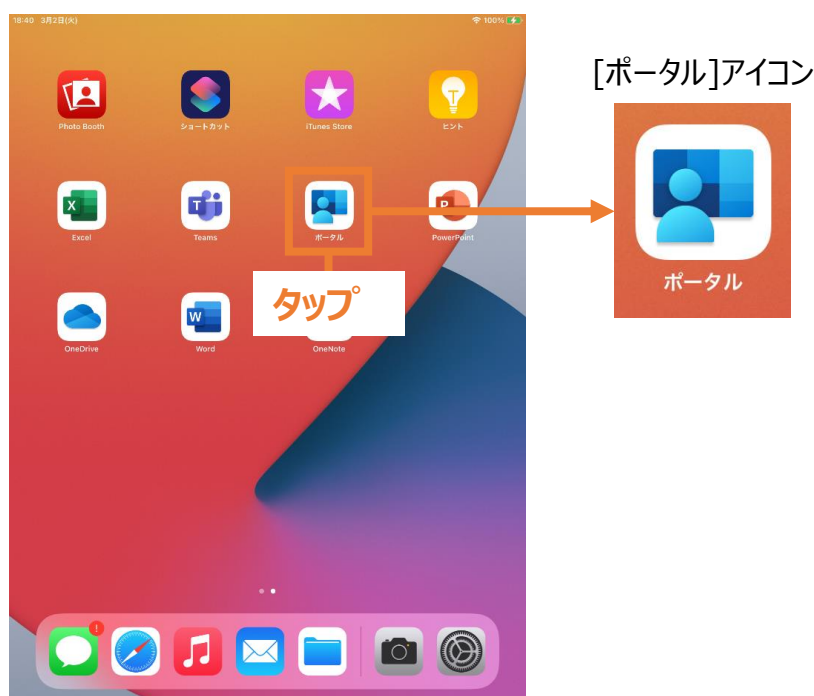 18:40 3月2日(火)
100%
[ポータル]アイコン
Photo Booth
ショートカット
iTunes Store
ヒント
Excel
Teams
ポータル
PowerPoint
ポータル
タップ
OneDrive
Word
OneNote